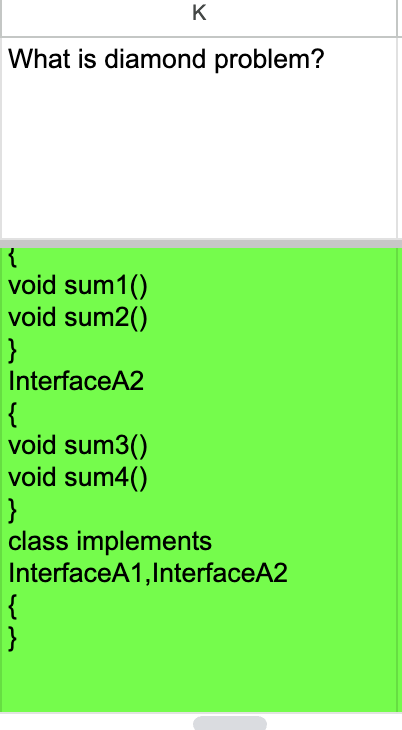 K
What is diamond problem?
{
void sum1()
void sum2()
}
InterfaceA2
{
void sum3()
void sum4()
}
class implements
InterfaceA1,InterfaceA2
{
}